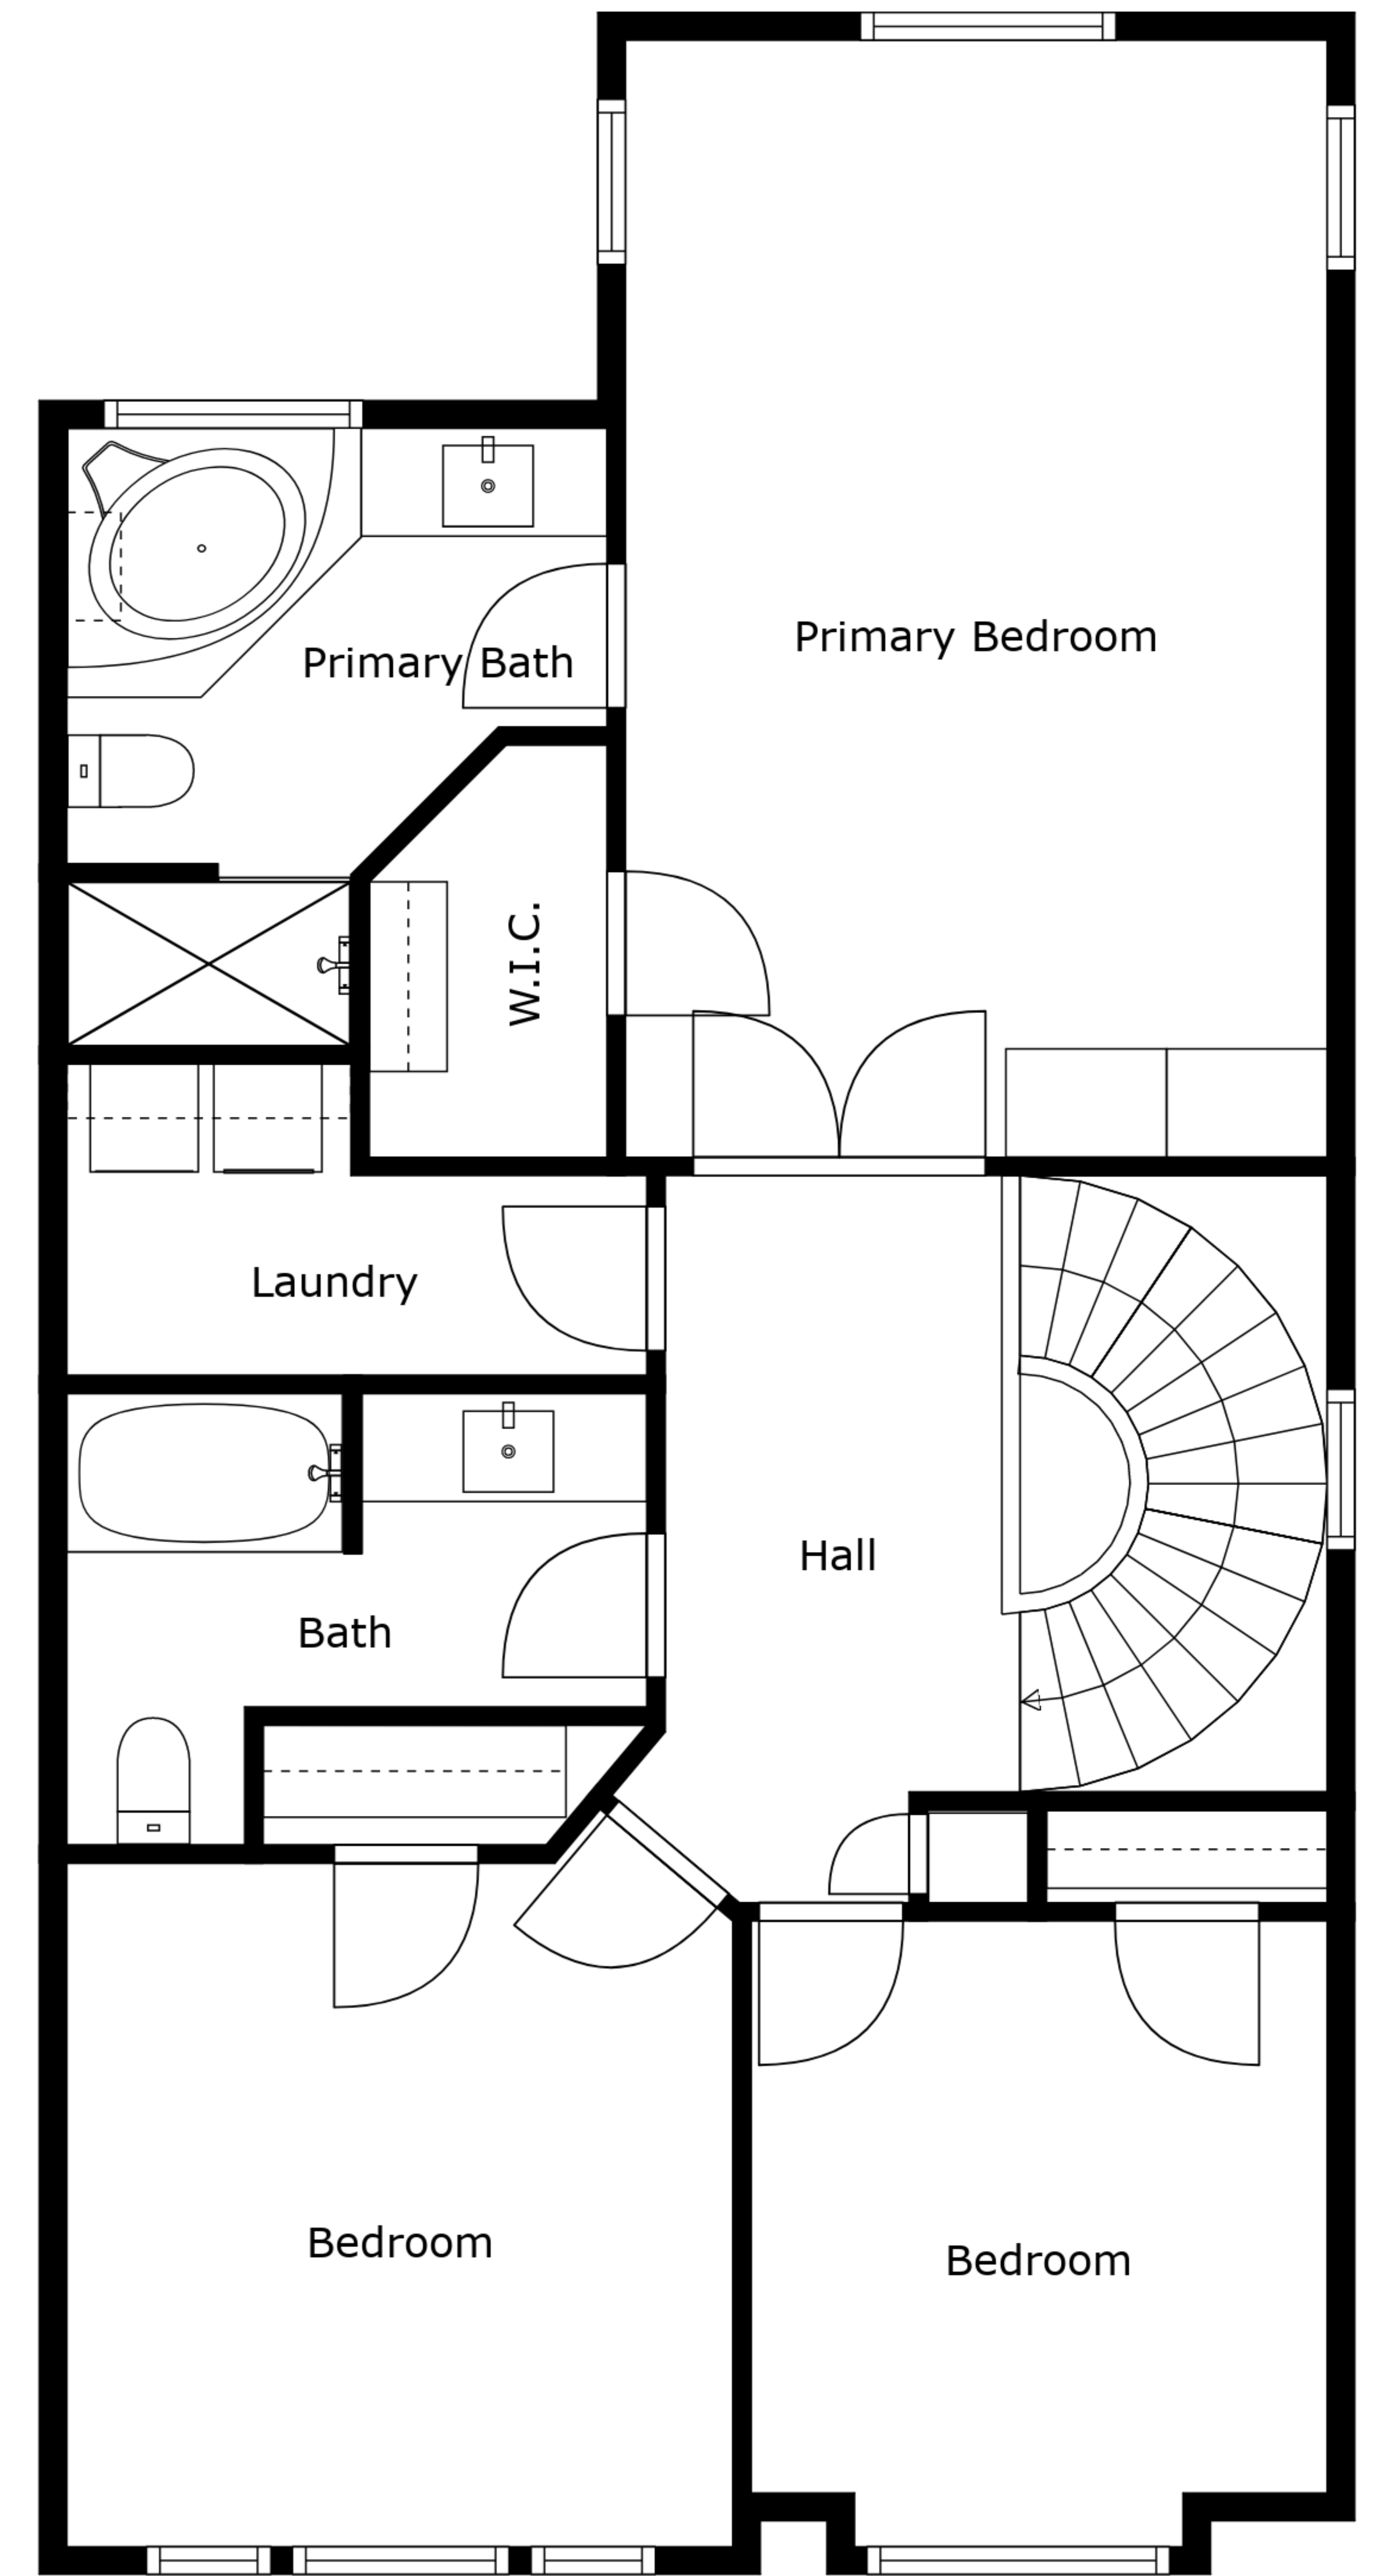 Primary Bedroom
Primary Bath
W.I.C.
Laundry
Hall
Bath
Bedroom
Bedroom